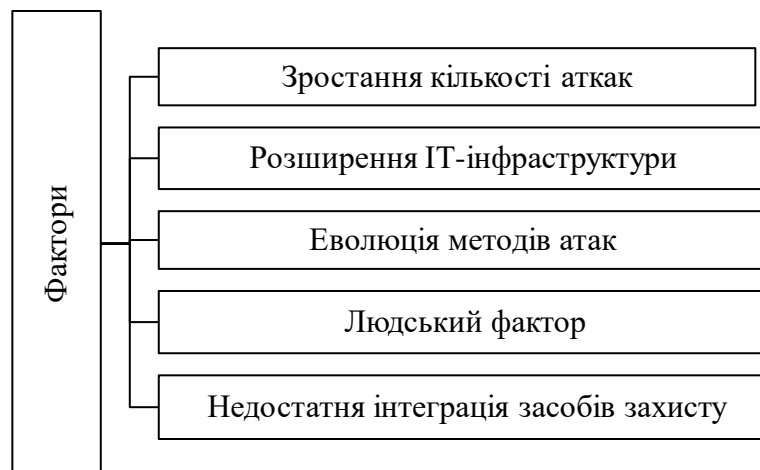 Фактори
Зростання кількості аткак
Розширення ІТ-інфраструктури
Еволюція методів атак
Людський фактор
Недостатня інтеграція засобів захисту